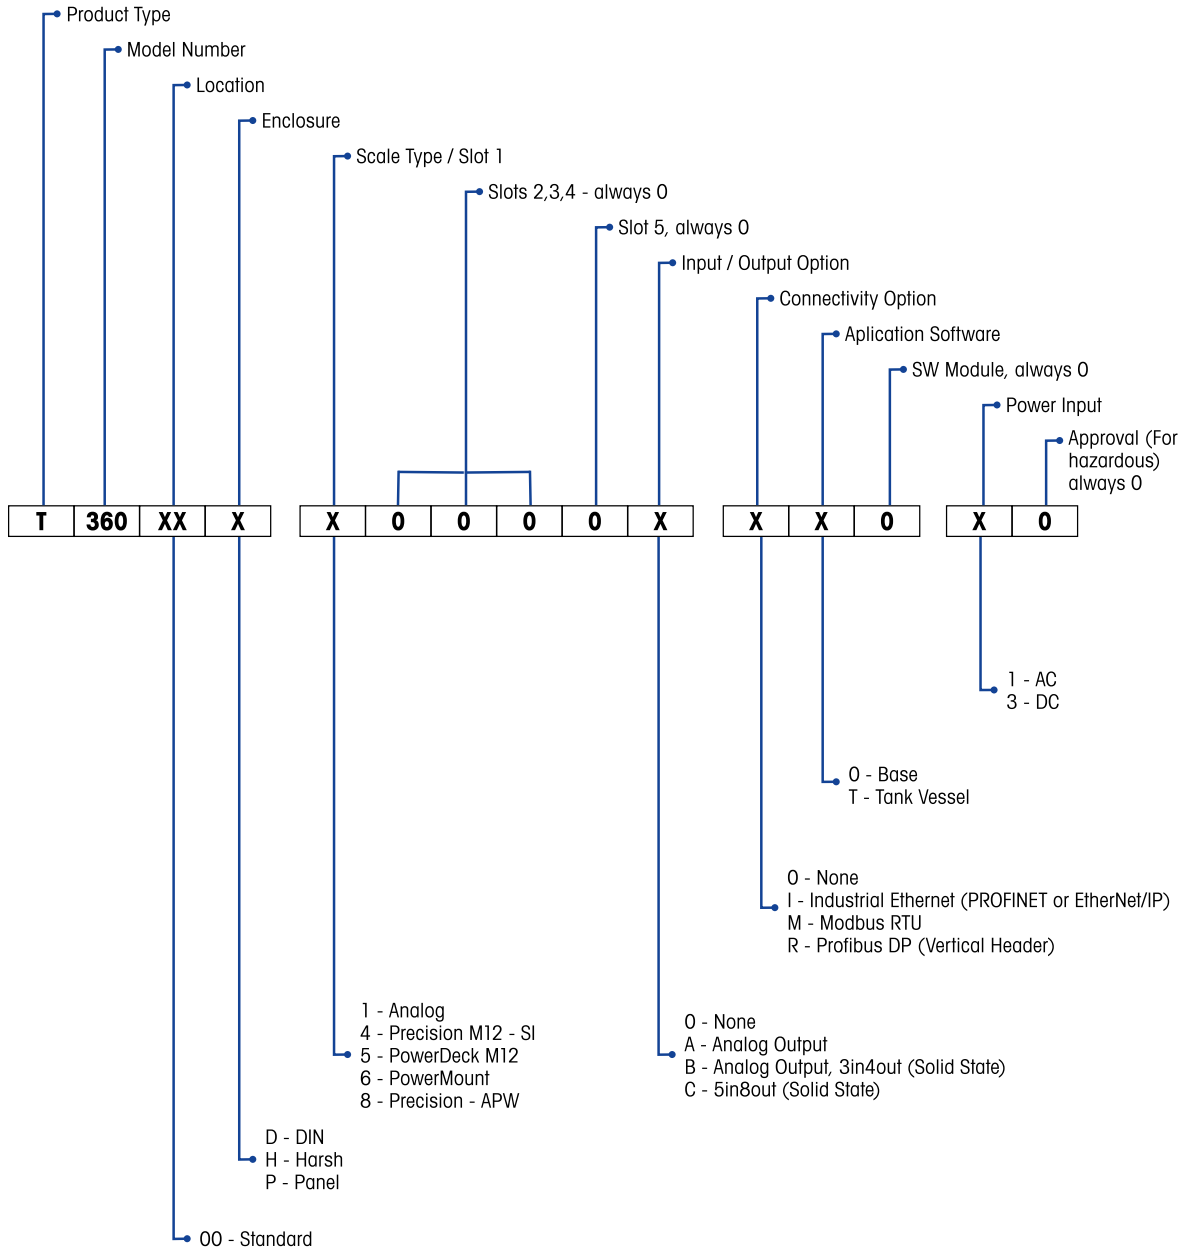 Product Type
Model Number
Location
Enclosure
Scale Type / Slot 1
Slots 2,3,4 - always 0
Slot 5, always 0
Input / Output Option
Connectivity Option
Aplication Software
SW Module, always 0
Power Input
Approval (For
hazardous)
always 0
T 360 XX X X 0 0 0 0 X X X 0 X 0
1 - AC
3 - DC
0 - Base
T - Tank Vessel
0 - None
I - Industrial Ethernet (PROFINET or EtherNet/IP)
M - Modbus RTU
R - Profibus DP (Vertical Header)
1 - Analog
4 - Precision M12 - SI
5 - PowerDeck M12
6 - PowerMount
8 - Precision - APW
0 - None
A - Analog Output
B - Analog Output, 3in4out (Solid State)
C - 5in8out (Solid State)
D - DIN
H - Harsh
P - Panel
00 - Standard